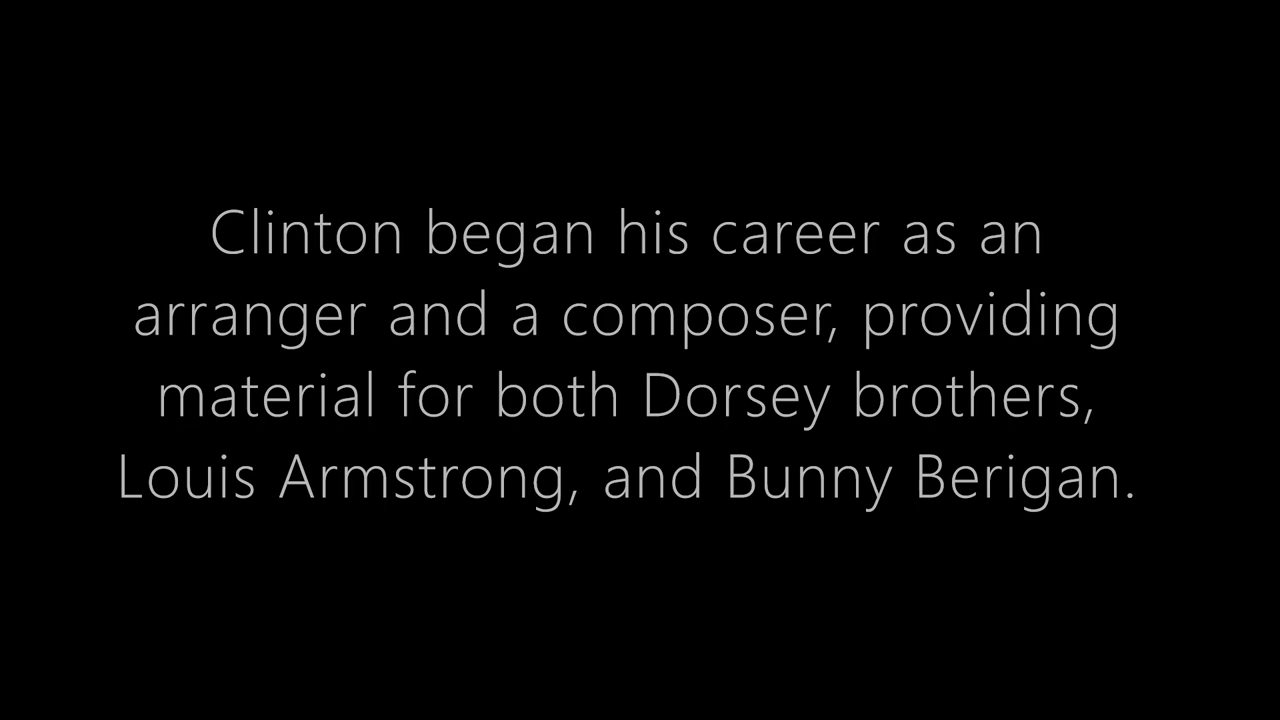 Clinton began his career as an
arranger and a composer, providing
material for both Dorsey brothers,
Louis Armstrong, and Bunny Berigan.